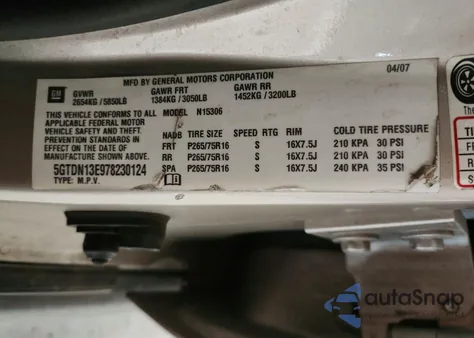 MFD BY GENERAL MOTORS CORPORATION
04/07
GM
GVWR GAWR FRT GAWR RR
2654KG / 5850LB 1384KG / 3050LB 1452KG / 3200LB
THIS VEHICLE CONFORMS TO ALL
APPLICABLE FEDERAL MOTOR
VEHICLE SAFETY AND THEFT
PREVENTION STANDARDS IN
EFFECT ON THE DATE OF
MANUFACTURE SHOWN ABOVE.
5GTDN13E978230124
TYPE: M.P.V.
MODEL N15306
NADB TIRE SIZE SPEED RTG RIM COLD TIRE PRESSURE
FRT P265/75R16 S 16X7.5J 210 KPA 30 PSI
RR P265/75R16 S 16X7.5J 210 KPA 30 PSI
SPA P265/75R16 S 16X7.5J 240 KPA 35 PSI
autoSnap